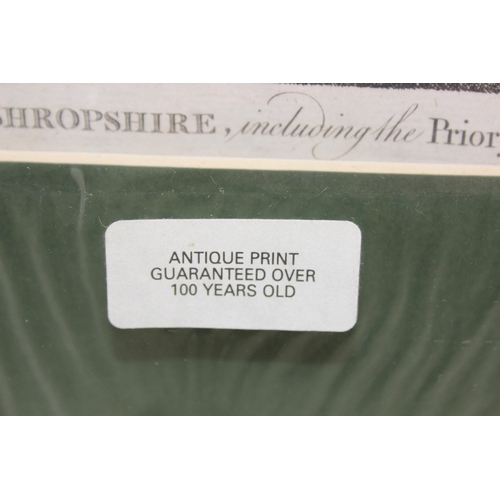 SHROPSHIRE, including the Priory
ANTIQUE PRINT
GUARANTEED OVER
100 YEARS OLD